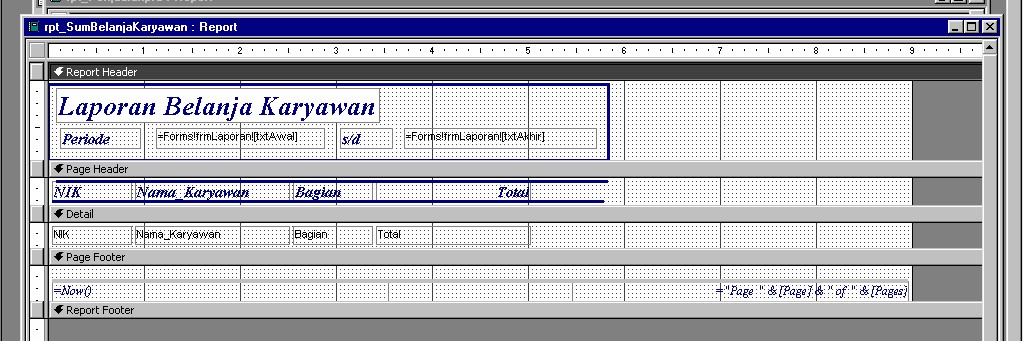 rpt_SumBelanjaKaryawan : Report
1 2 3 4 5 6 7 8 9
Report Header
Laporan Belanja Karyawan
Periode =Forms!frmLaporan![txtAwal] s/d =Forms!frmLaporan![txtAkhir]
Page Header
NIK Nama_Karyawan Bagian Total
Detail
NIK Nama_Karyawan Bagian Total
Page Footer
=Now() ="Page " & [Page] & " of " & [Pages]
Report Footer